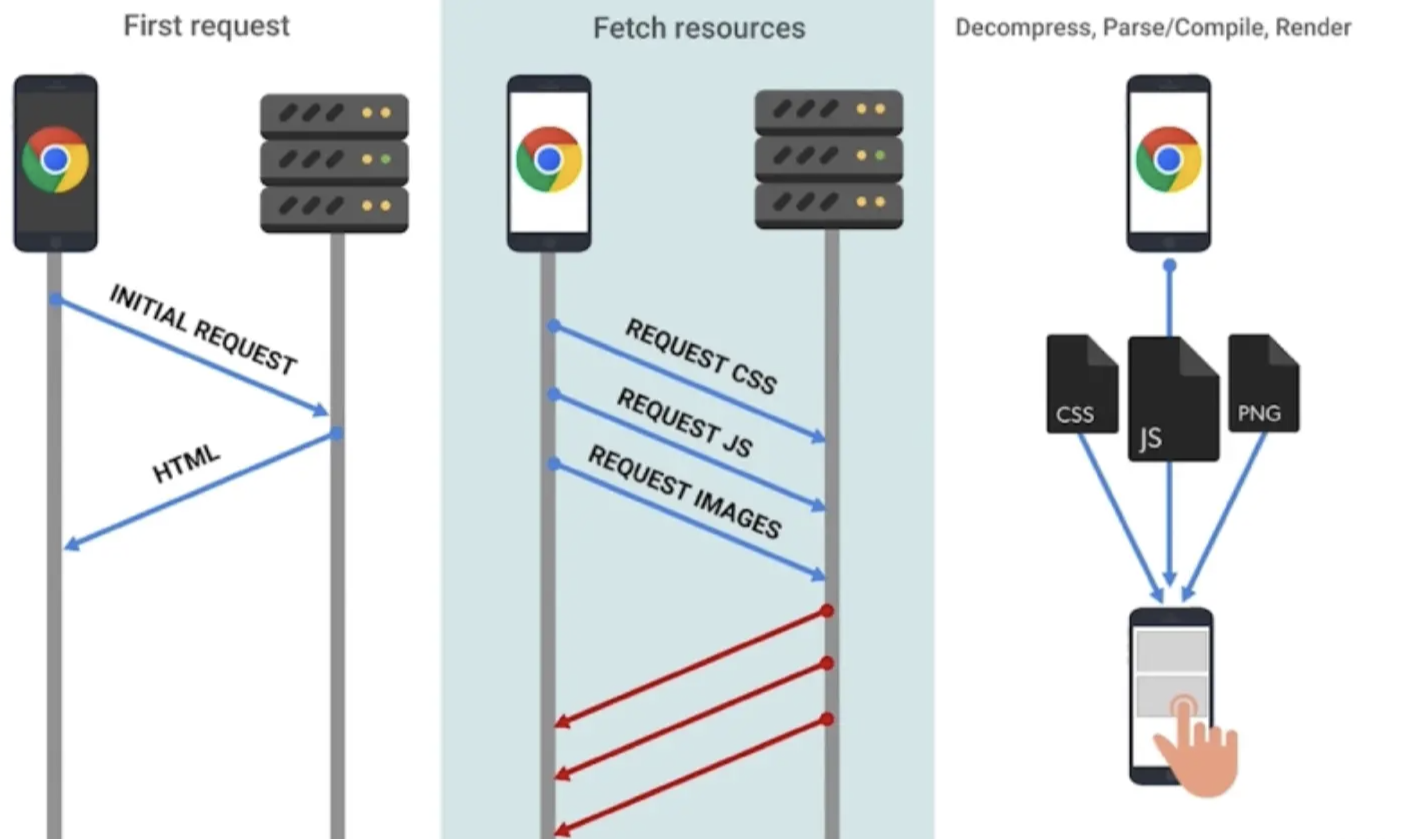 First request
Fetch resources
Decompress, Parse/Compile, Render
INITIAL REQUEST
HTML
REQUEST CSS
REQUEST JS
REQUEST IMAGES
CSS
JS
PNG